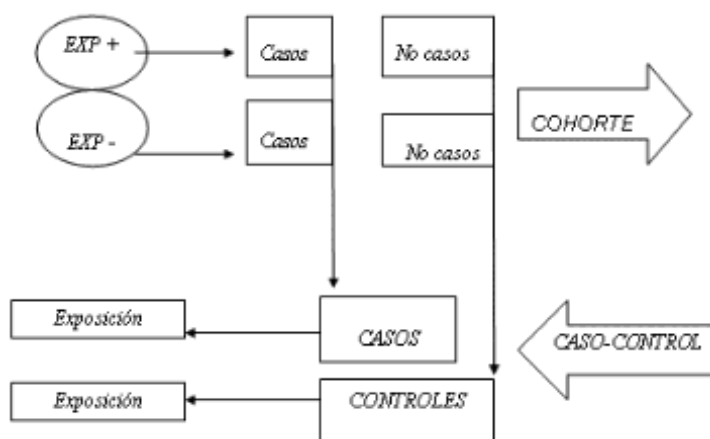 EXP +
Casos
No casos
COHORTE
EXP -
Casos
No casos
Exposición
CASOS
CASO-CONTROL
Exposición
CONTROLES